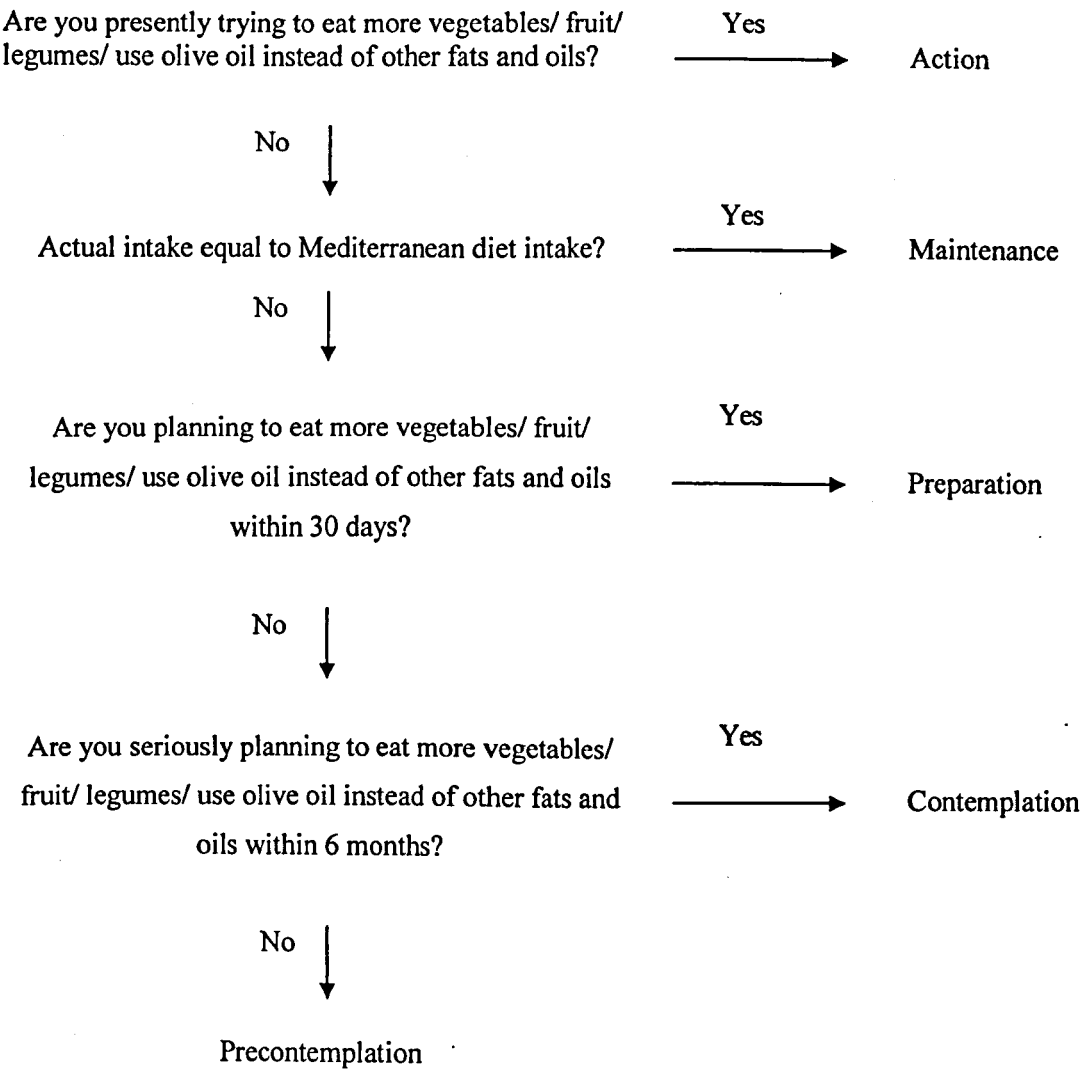 Are you presently trying to eat more vegetables/ fruit/
legumes/ use olive oil instead of other fats and oils?
Yes
Action
No
Actual intake equal to Mediterranean diet intake?
Yes
Maintenance
No
Are you planning to eat more vegetables/ fruit/
legumes/ use olive oil instead of other fats and oils
within 30 days?
Yes
Preparation
No
Are you seriously planning to eat more vegetables/
fruit/ legumes/ use olive oil instead of other fats and
oils within 6 months?
Yes
Contemplation
No
Precontemplation